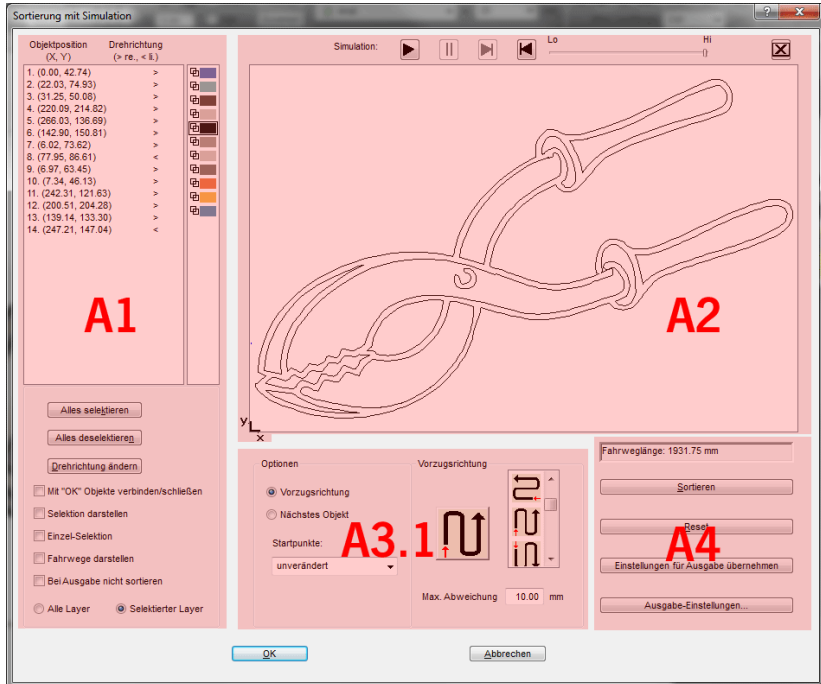 Sortierung mit Simulation
Objektposition Drehrichtung
(X, Y) (> re., < li.)
1. (0.00, 42.74) >
2. (22.03, 74.93) >
3. (31.25, 50.08) >
4. (220.09, 214.82) >
5. (266.03, 136.69) >
6. (142.90, 150.81) >
7. (6.02, 73.62) >
8. (77.95, 86.61) <
9. (6.97, 63.45) >
10. (7.34, 46.13) >
11. (242.31, 121.63) >
12. (200.51, 204.28) >
13. (139.14, 133.30) >
14. (247.21, 147.04) <
A1
Alles selektieren
Alles deselektieren
Drehrichtung ändern
Mit "OK" Objekte verbinden/schließen
Selektion darstellen
Einzel-Selektion
Fahrwege darstellen
Bei Ausgabe nicht sortieren
Alle Layer Selektierter Layer
Simulation: Lo Hi
A2
y
x
Optionen
Vorzugsrichtung
Nächstes Objekt
Startpunkte:
unverändert
A3.1
Vorzugsrichtung
Max. Abweichung 10.00 mm
Fahrweglänge: 1931.75 mm
Sortieren
Reset
A4
Einstellungen für Ausgabe übernehmen
Ausgabe-Einstellungen...
OK Abbrechen